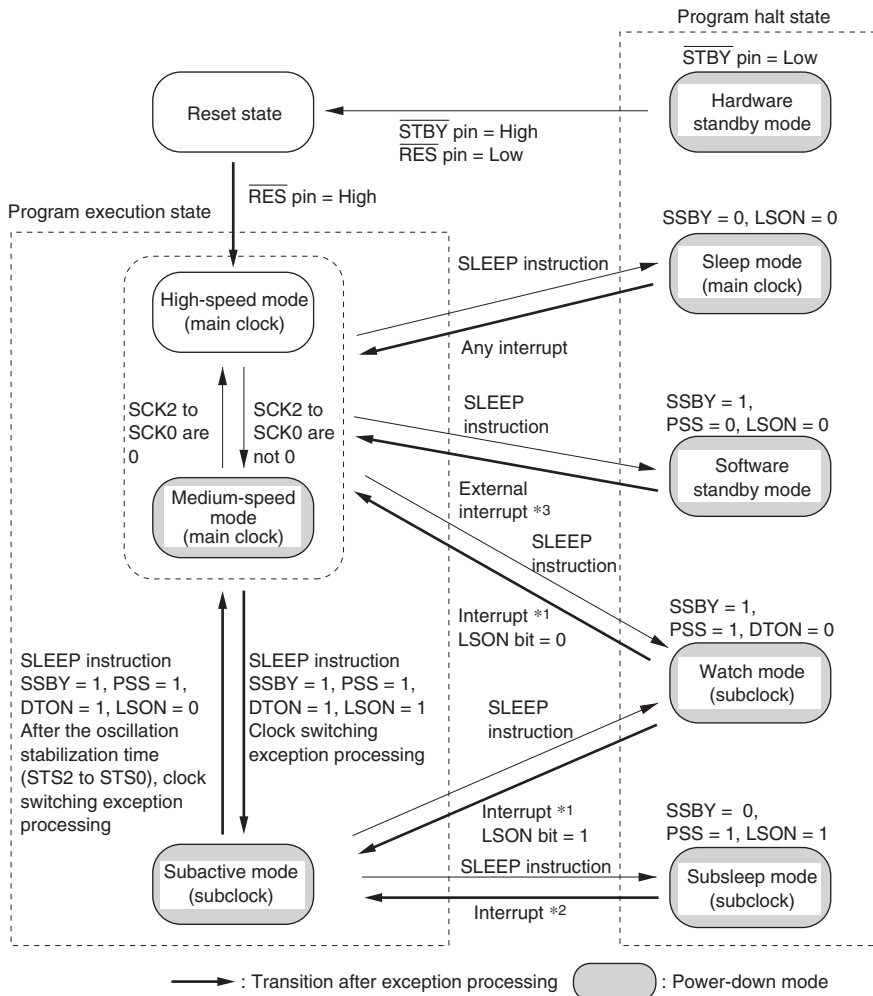 Program halt state
STBY pin = Low
Reset state
Hardware
standby mode
STBY pin = High
RES pin = Low
RES pin = High
Program execution state
SSBY = 0, LSON = 0
SLEEP instruction
Sleep mode
(main clock)
High-speed mode
(main clock)
Any interrupt
SCK2 to
SCK0 are
0
SCK2 to
SCK0 are
not 0
SLEEP
instruction
SSBY = 1,
PSS = 0, LSON = 0
Software
standby mode
Medium-speed
mode
(main clock)
External
interrupt *3
SLEEP
instruction
Interrupt *1
LSON bit = 0
SSBY = 1,
PSS = 1, DTON = 0
Watch mode
(subclock)
SLEEP instruction
SSBY = 1, PSS = 1,
DTON = 1, LSON = 0
After the oscillation
stabilization time
(STS2 to STS0), clock
switching exception
processing
SLEEP instruction
SSBY = 1, PSS = 1,
DTON = 1, LSON = 1
Clock switching
exception processing
SLEEP
instruction
Interrupt *1
LSON bit = 1
SSBY = 0,
PSS = 1, LSON = 1
SLEEP instruction
Subactive mode
(subclock)
Subsleep mode
(subclock)
Interrupt *2
: Transition after exception processing
: Power-down mode